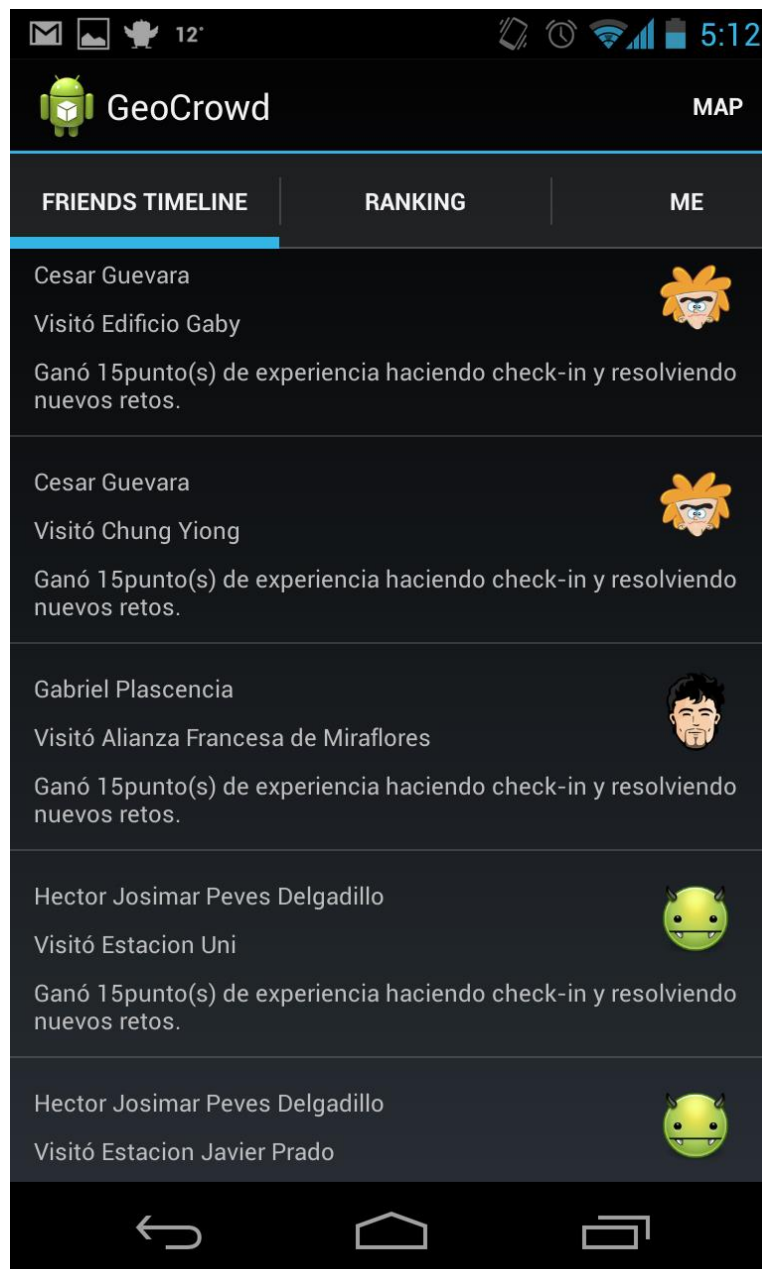 12° 5:12
GeoCrowd MAP
FRIENDS TIMELINE RANKING ME
Cesar Guevara
Visitó Edificio Gaby
Ganó 15punto(s) de experiencia haciendo check-in y resolviendo
nuevos retos.
Cesar Guevara
Visitó Chung Yiong
Ganó 15punto(s) de experiencia haciendo check-in y resolviendo
nuevos retos.
Gabriel Plascencia
Visitó Alianza Francesa de Miraflores
Ganó 15punto(s) de experiencia haciendo check-in y resolviendo
nuevos retos.
Hector Josimar Peves Delgadillo
Visitó Estacion Uni
Ganó 15punto(s) de experiencia haciendo check-in y resolviendo
nuevos retos.
Hector Josimar Peves Delgadillo
Visitó Estacion Javier Prado